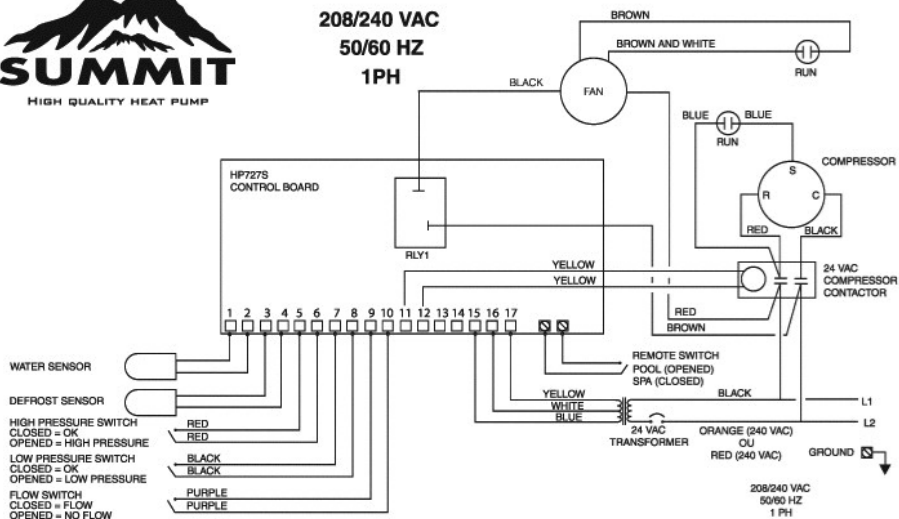 SUMMIT
HIGH QUALITY HEAT PUMP
208/240 VAC
50/60 HZ
1PH
BROWN
BROWN AND WHITE
RUN
BLACK
FAN
BLUE
BLUE
RUN
S
COMPRESSOR
R
C
RED
BLACK
HP727S
CONTROL BOARD
RLY1
YELLOW
YELLOW
24 VAC
COMPRESSOR
CONTACTOR
1 2 3 4 5 6 7 8 9 10 11 12 13 14 15 16 17
RED
BROWN
REMOTE SWITCH
POOL (OPENED)
SPA (CLOSED)
WATER SENSOR
DEFROST SENSOR
HIGH PRESSURE SWITCH
CLOSED = OK
OPENED = HIGH PRESSURE
RED
RED
LOW PRESSURE SWITCH
CLOSED = OK
OPENED = LOW PRESSURE
BLACK
BLACK
FLOW SWITCH
CLOSED = FLOW
OPENED = NO FLOW
PURPLE
PURPLE
YELLOW
WHITE
BLUE
24 VAC
TRANSFORMER
BLACK
L1
L2
ORANGE (240 VAC)
OU
RED (240 VAC)
GROUND
208/240 VAC
50/60 HZ
1 PH